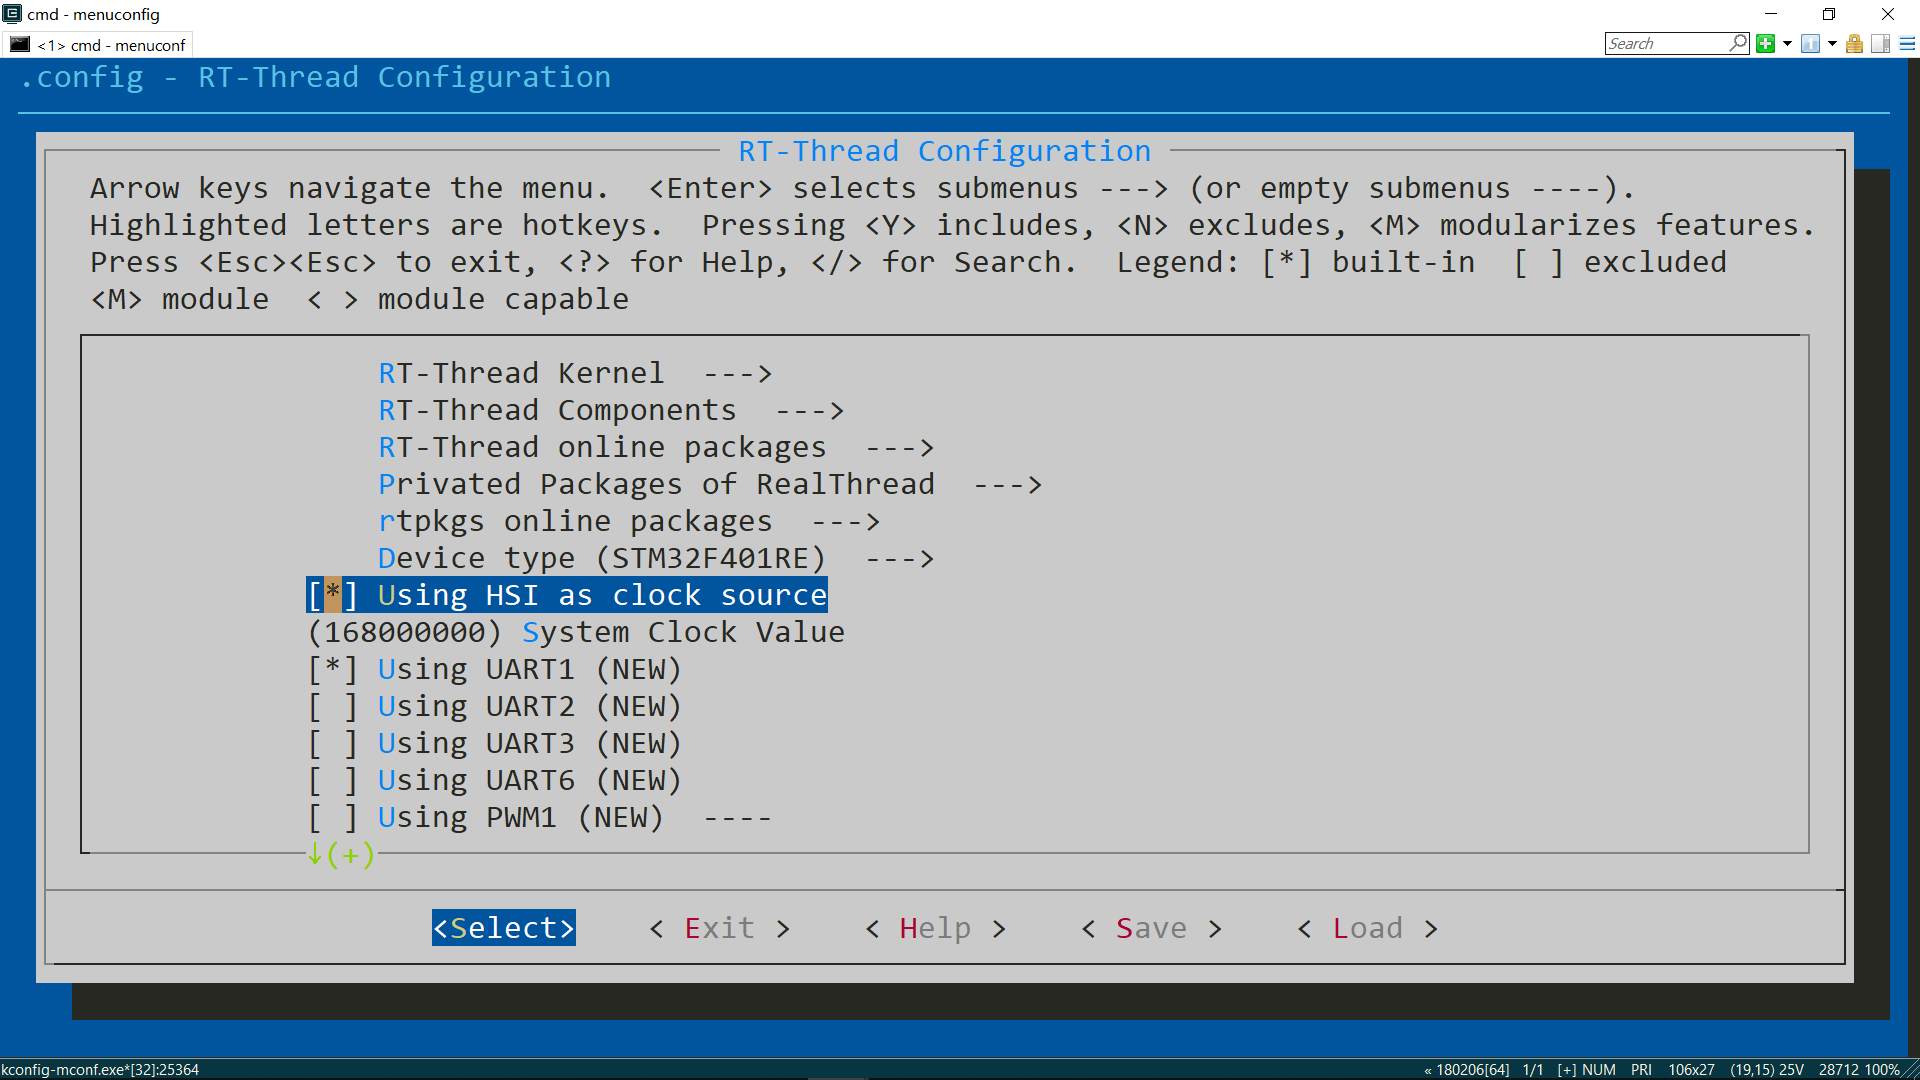 cmd - menuconfig
<1> cmd - menuconf
Search
.config - RT-Thread Configuration
RT-Thread Configuration
Arrow keys navigate the menu.  <Enter> selects submenus ---> (or empty submenus ----).
Highlighted letters are hotkeys.  Pressing <Y> includes, <N> excludes, <M> modularizes features.
Press <Esc><Esc> to exit, <?> for Help, </> for Search.  Legend: [*] built-in  [ ] excluded
<M> module  < > module capable
RT-Thread Kernel  --->
RT-Thread Components  --->
RT-Thread online packages  --->
Privated Packages of RealThread  --->
rtpkgs online packages  --->
Device type (STM32F401RE)  --->
[*] Using HSI as clock source
(168000000) System Clock Value
[*] Using UART1 (NEW)
[ ] Using UART2 (NEW)
[ ] Using UART3 (NEW)
[ ] Using UART6 (NEW)
[ ] Using PWM1 (NEW)  ----
↓(+)
<Select>    < Exit >    < Help >    < Save >    < Load >
kconfig-mconf.exe*[32]:25364    « 180206[64]  1/1  [+] NUM  PRI  106x27  (19,15) 25V  28712 100%